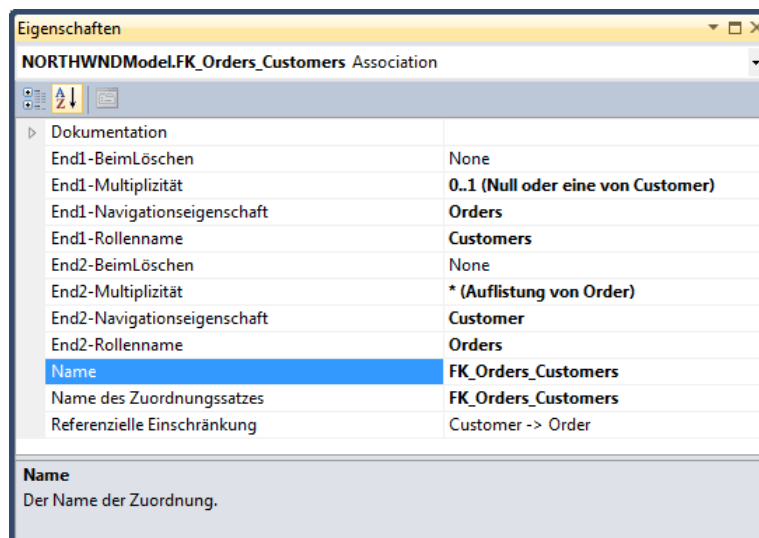 Eigenschaften
NORTHWNDModel.FK_Orders_Customers Association
Dokumentation
End1-BeimLöschen None
End1-Multiplizität 0..1 (Null oder eine von Customer)
End1-Navigationseigenschaft Orders
End1-Rollenname Customers
End2-BeimLöschen None
End2-Multiplizität * (Auflistung von Order)
End2-Navigationseigenschaft Customer
End2-Rollenname Orders
Name FK_Orders_Customers
Name des Zuordnungssatzes FK_Orders_Customers
Referenzielle Einschränkung Customer -> Order
Name
Der Name der Zuordnung.